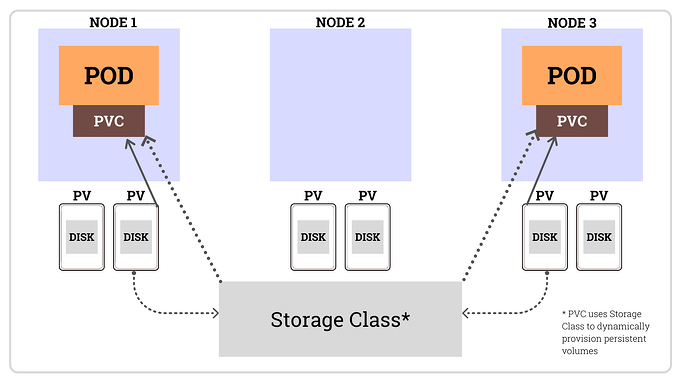 NODE 1
NODE 2
NODE 3
POD
POD
PVC
PVC
PV
PV
PV
PV
PV
PV
DISK
DISK
DISK
DISK
DISK
DISK
Storage Class*
* PVC uses Storage
Class to dynamically
provision persistent
volumes